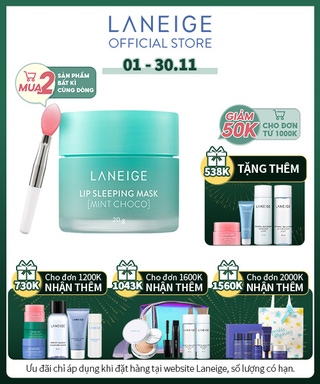 LANEIGE
OFFICIAL STORE
01 - 30.11
MUA 2
SẢN PHẨM
BẤT KÌ
CÙNG DÒNG
GIẢM
50K
CHO ĐƠN
TỪ 1000K
538K
TẶNG THÊM
LANEIGE
LIP SLEEPING MASK
[MINT CHOCO]
20 g
Cho đơn 1200K
730K NHẬN THÊM
Cho đơn 1600K
1043K NHẬN THÊM
Cho đơn 2000K
1560K NHẬN THÊM
Ưu đãi chỉ áp dụng khi đặt hàng tại website Laneige, số lượng có hạn.